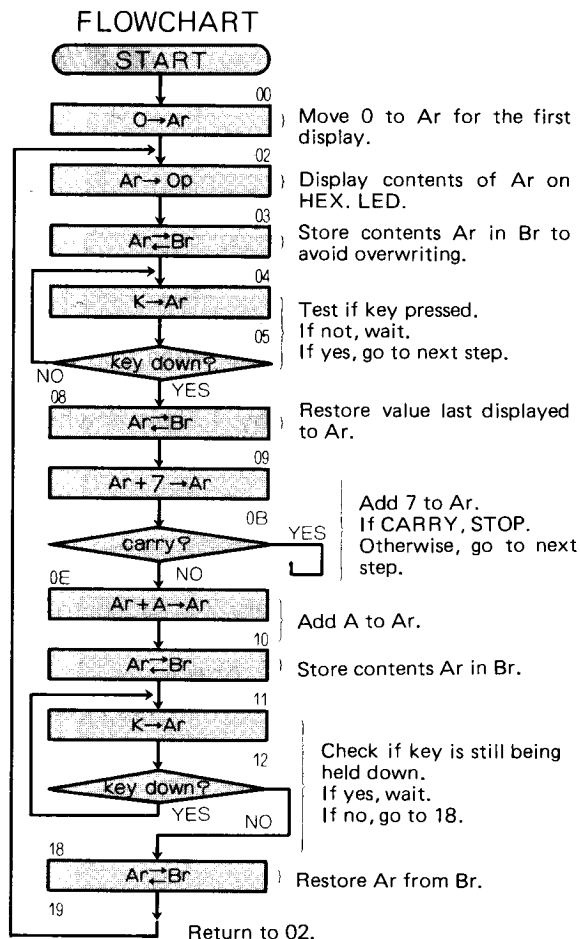 FLOWCHART
START
00
O→Ar
Move O to Ar for the first
display.
02
Ar→Op
Display contents of Ar on
HEX. LED.
03
Ar⇄Br
Store contents Ar in Br to
avoid overwriting.
04
K→Ar
Test if key pressed.
If not, wait.
If yes, go to next step.
05
key down?
NO
YES
08
Ar⇄Br
Restore value last displayed
to Ar.
09
Ar+7→Ar
Add 7 to Ar.
If CARRY, STOP.
Otherwise, go to next
step.
0B
carry?
YES
NO
0E
Ar+A→Ar
Add A to Ar.
10
Ar⇄Br
Store contents Ar in Br.
11
K→Ar
12
Check if key is still being
held down.
If yes, wait.
If no, go to 18.
key down?
YES
NO
18
Ar⇄Br
Restore Ar from Br.
19
Return to 02.